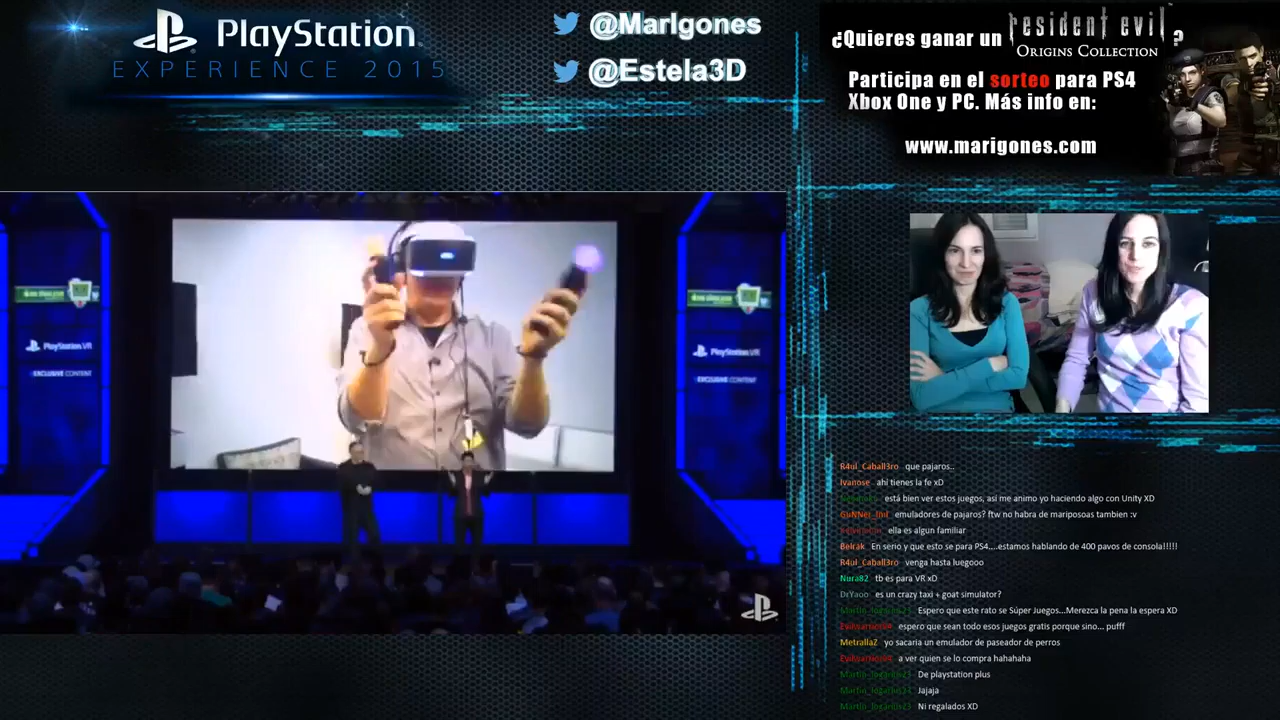 PlayStation
EXPERIENCE 2015
@MarIgones
@Estela3D
¿Quieres ganar un resident evil ?
ORIGINS COLLECTION
Participa en el sorteo para PS4
Xbox One y PC. Más info en:
www.marigones.com
PlayStation VR
EXCLUSIVE CONTENT
PlayStation VR
EXCLUSIVE CONTENT
R4ul_Caball3ro que pajaros..
Ivanose ahí tienes la fe xD
está bien ver estos juegos, asi me animo yo haciendo algo con Unity XD
emuladores de pajaros? ftw no habra de mariposoas tambien :v
ella es algun familiar
Belrak En serio y que esto se para PS4....estamos hablando de 400 pavos de consola!!!!!
R4ul_Caball3ro venga hasta luegooo
Nura82 tb es para VR xD
DrYaoo es un crazy taxi + goat simulator?
Espero que este rato se Súper Juegos...Merezca la pena la espera XD
espero que sean todo esos juegos gratis porque sino... pufff
MetrallaZ yo sacaria un emulador de paseador de perros
a ver quien se lo compra hahahaha
De playstation plus
Jajaja
Ni regalados XD